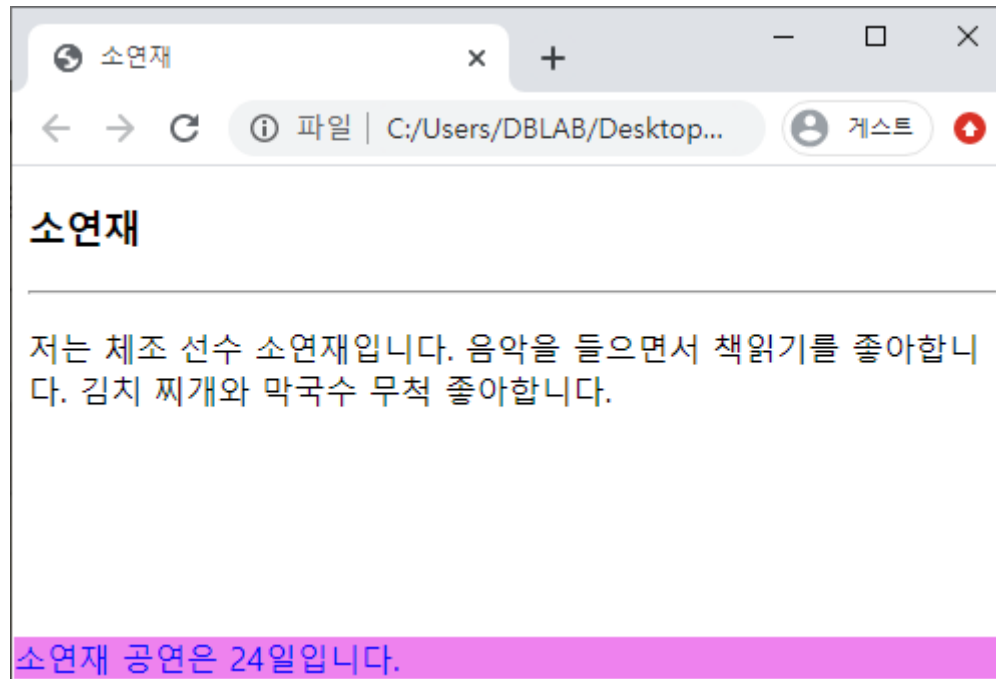 소연재
파일 | C:/Users/DBLAB/Desktop...
게스트
소연재
저는 체조 선수 소연재입니다. 음악을 들으면서 책읽기를 좋아합니
다. 김치 찌개와 막국수 무척 좋아합니다.
소연재 공연은 24일입니다.